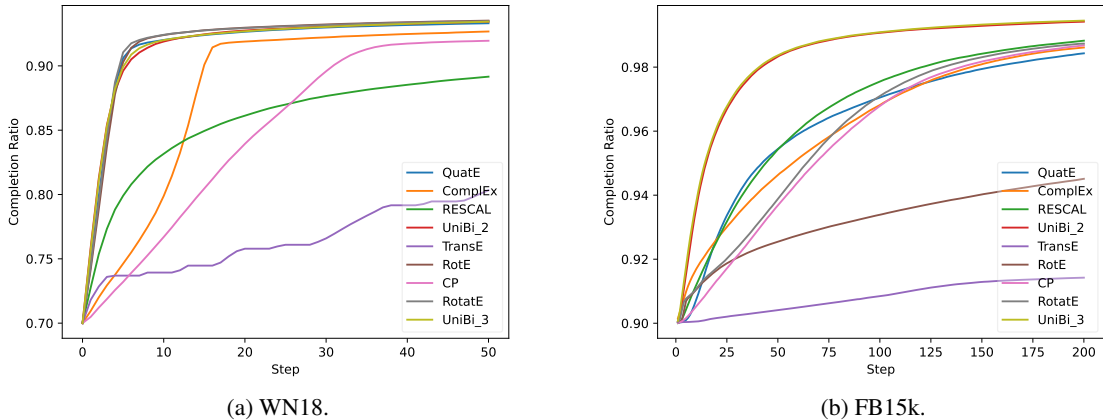 Completion Ratio
0.90
0.85
0.80
0.75
0.70
0
10
20
30
40
50
Step
QuatE
ComplEx
RESCAL
UniBi_2
TransE
RotE
CP
RotatE
UniBi_3
(a) WN18.
Completion Ratio
0.98
0.96
0.94
0.92
0.90
0
25
50
75
100
125
150
175
200
Step
QuatE
ComplEx
RESCAL
UniBi_2
TransE
RotE
CP
RotatE
UniBi_3
(b) FB15k.